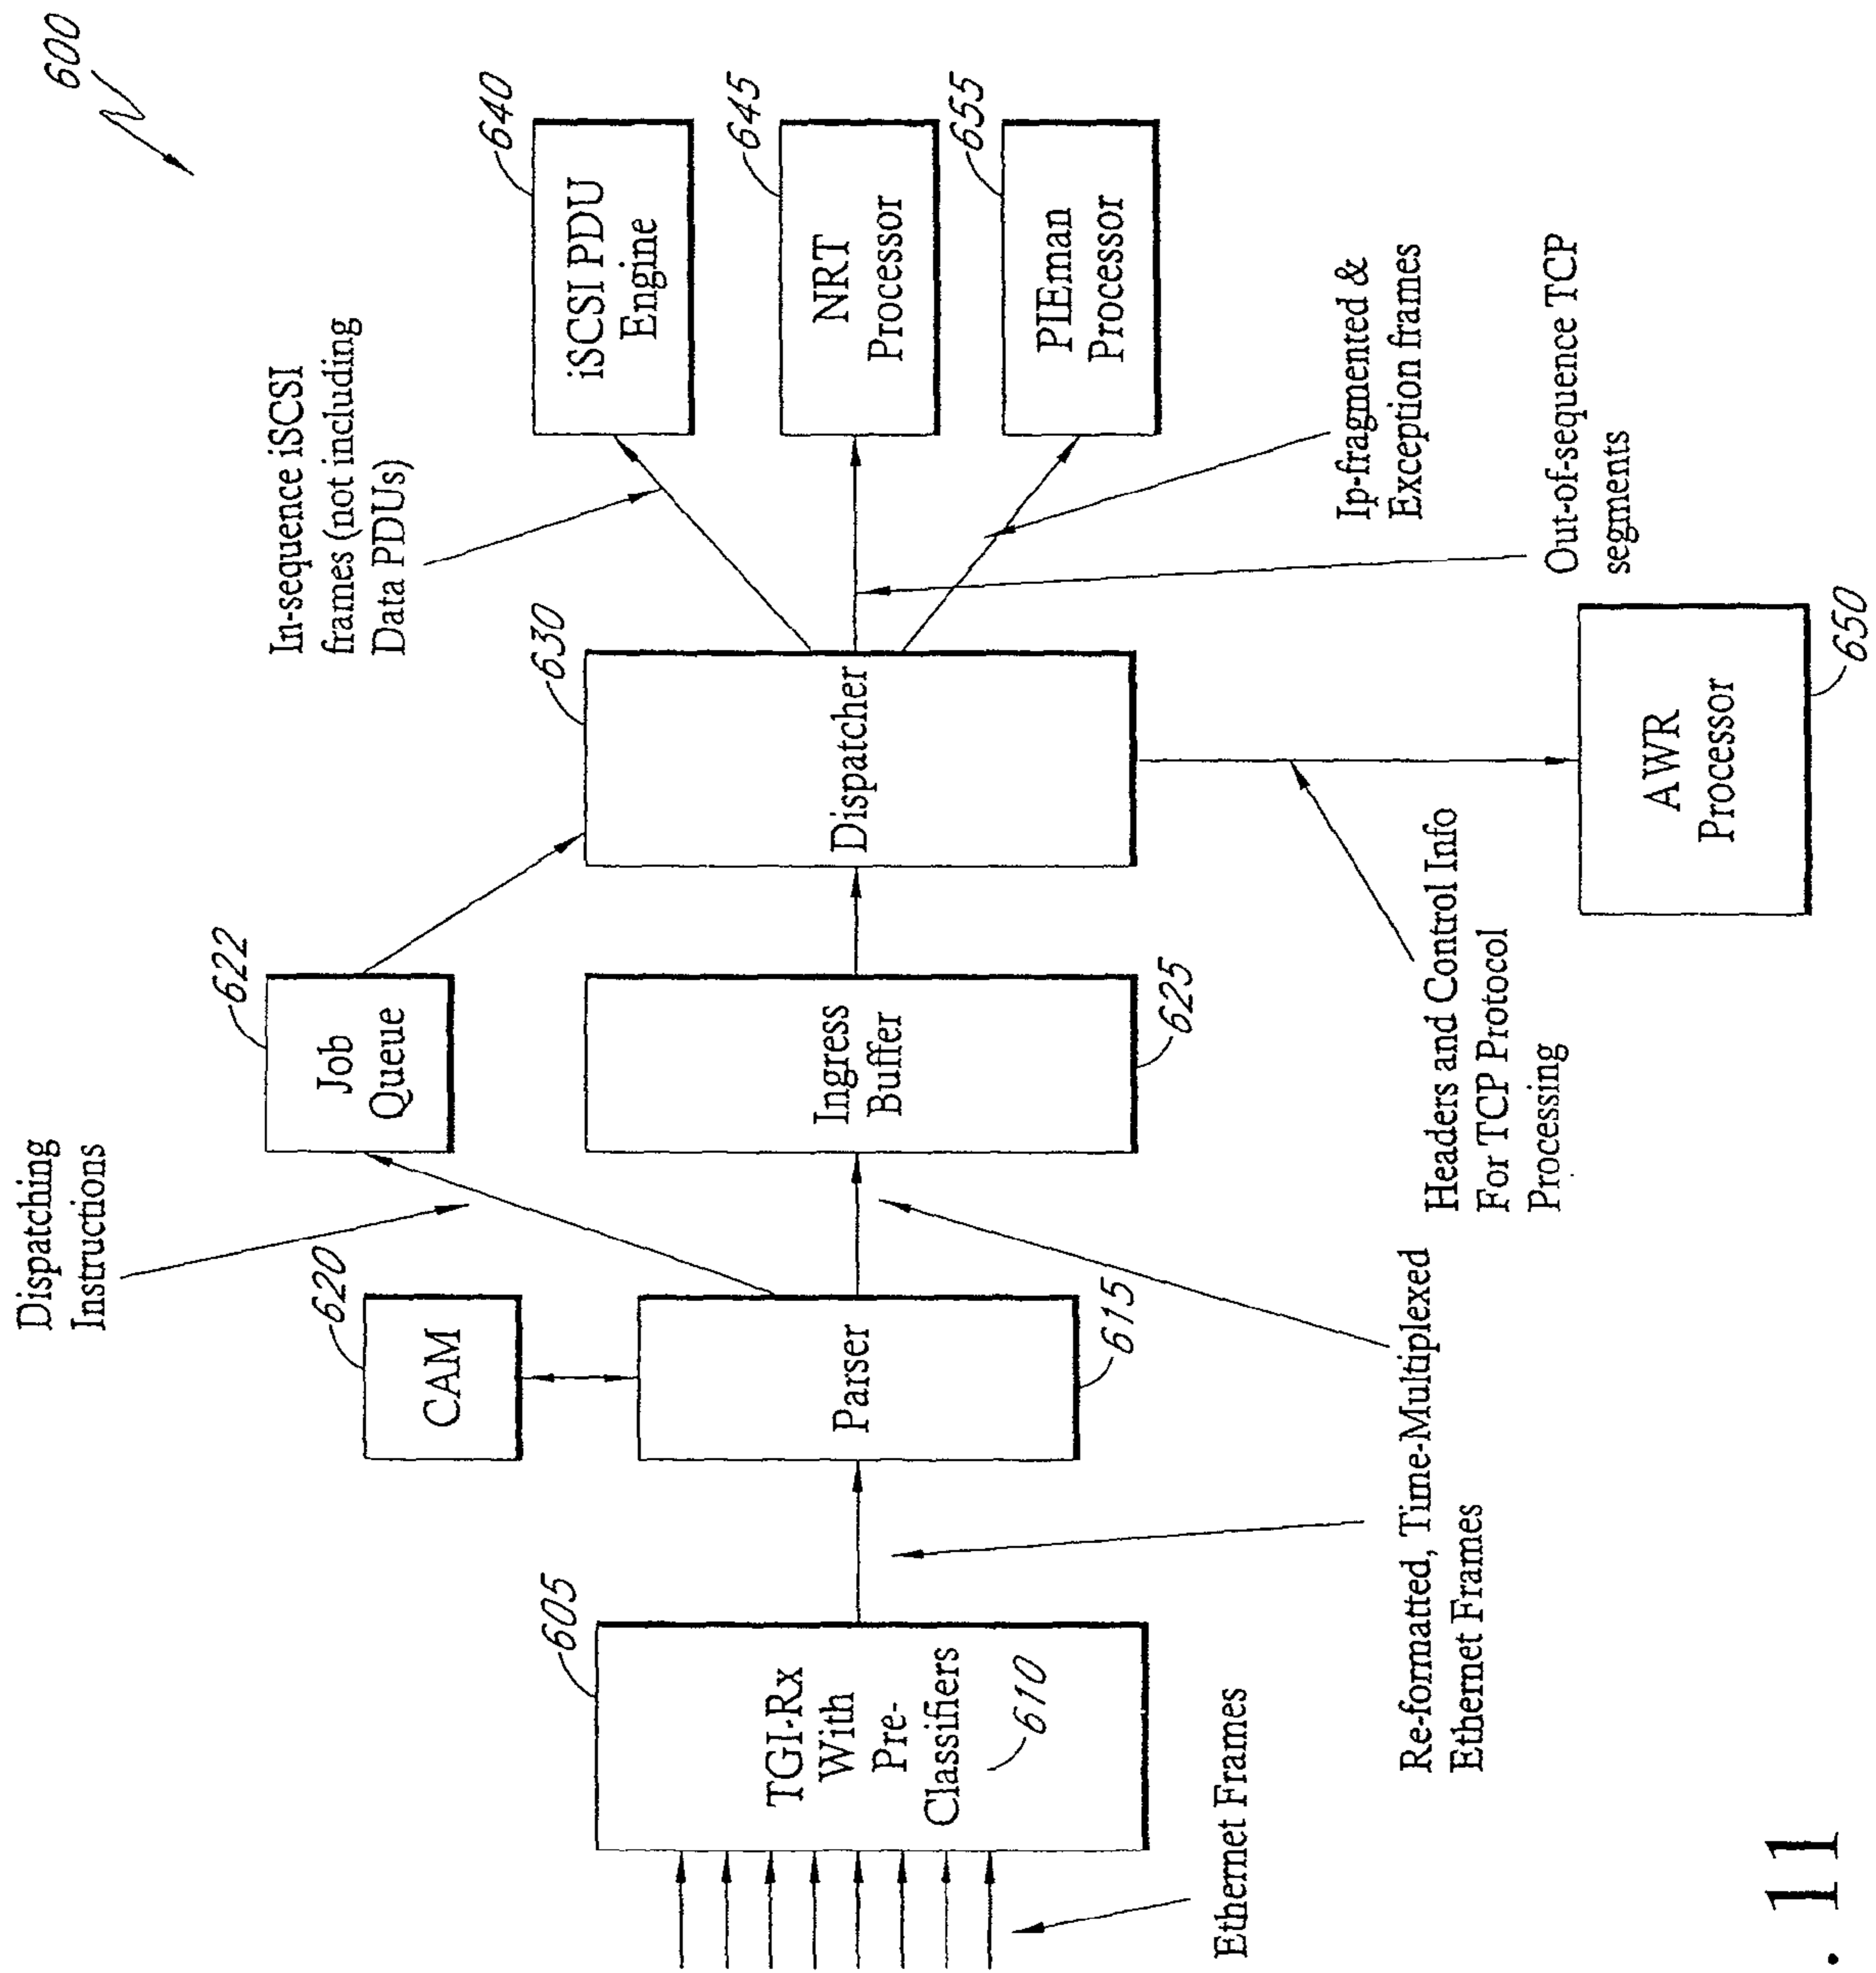 600
In-sequence iSCSI
frames (not including
Data PDUs)
640
iSCSI PDU
Engine
645
NRT
Processor
655
PIEman
Processor
Ip-fragmented &
Exception frames
Out-of-sequence TCP
segments
630
Dispatcher
AWR
Processor
650
Headers and Control Info
For TCP Protocol
Processing
622
Job
Queue
Ingress
Buffer
625
Dispatching
Instructions
620
CAM
Parser
615
Re-formatted, Time-Multiplexed
Ethernet Frames
605
TGI-Rx
With
Pre-
Classifiers
610
Ethernet Frames
. 11